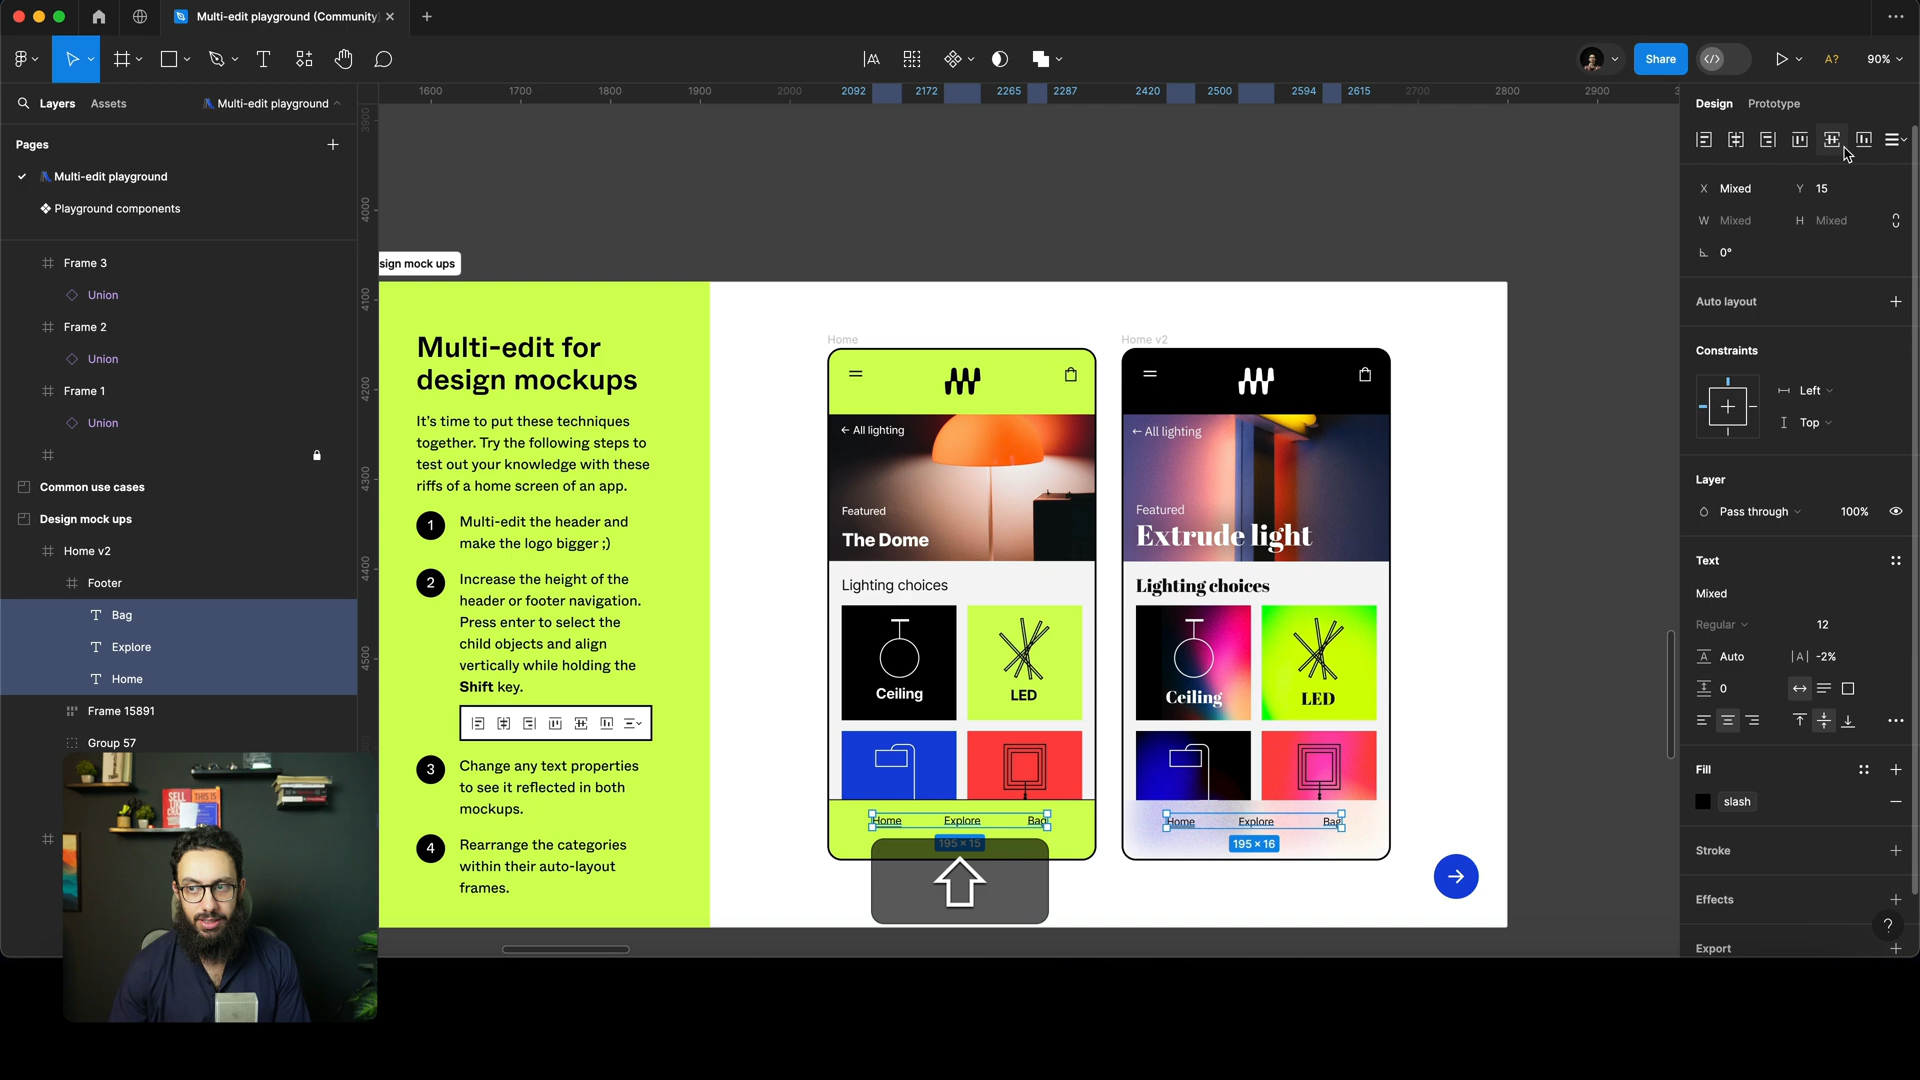 Multi-edit playground (Community
Share
A?
90%
Layers
Assets
Multi-edit playground
Pages
Multi-edit playground
Playground components
Frame 3
Union
Frame 2
Union
Frame 1
Union
Common use cases
Design mock ups
Home v2
Footer
Bag
Explore
Home
Frame 15891
Group 57
SELL LIKE CRAZY
THIS IS
1600 1700 1800 1900 2000 2092 2172 2265 2287 2420 2500 2594 2615 2700 2800 2900
3900
4000
4100
4200
4300
4400
4500
sign mock ups
Multi-edit for
design mockups
It's time to put these techniques
together. Try the following steps to
test out your knowledge with these
riffs of a home screen of an app.
1 Multi-edit the header and
make the logo bigger ;)
2 Increase the height of the
header or footer navigation.
Press enter to select the
child objects and align
vertically while holding the
Shift key.
3 Change any text properties
to see it reflected in both
mockups.
4 Rearrange the categories
within their auto-layout
frames.
Home
← All lighting
Featured
The Dome
Lighting choices
Ceiling
LED
Home Explore Bag
195 × 15
Home v2
← All lighting
Featured
Extrude light
Lighting choices
Ceiling
LED
Home Explore Bag
195 × 16
Design
Prototype
X Mixed Y 15
W Mixed H Mixed
0°
Auto layout
Constraints
Left
Top
Layer
Pass through 100%
Text
Mixed
Regular 12
Auto |A| -2%
0
Fill
slash
Stroke
Effects
?
Export